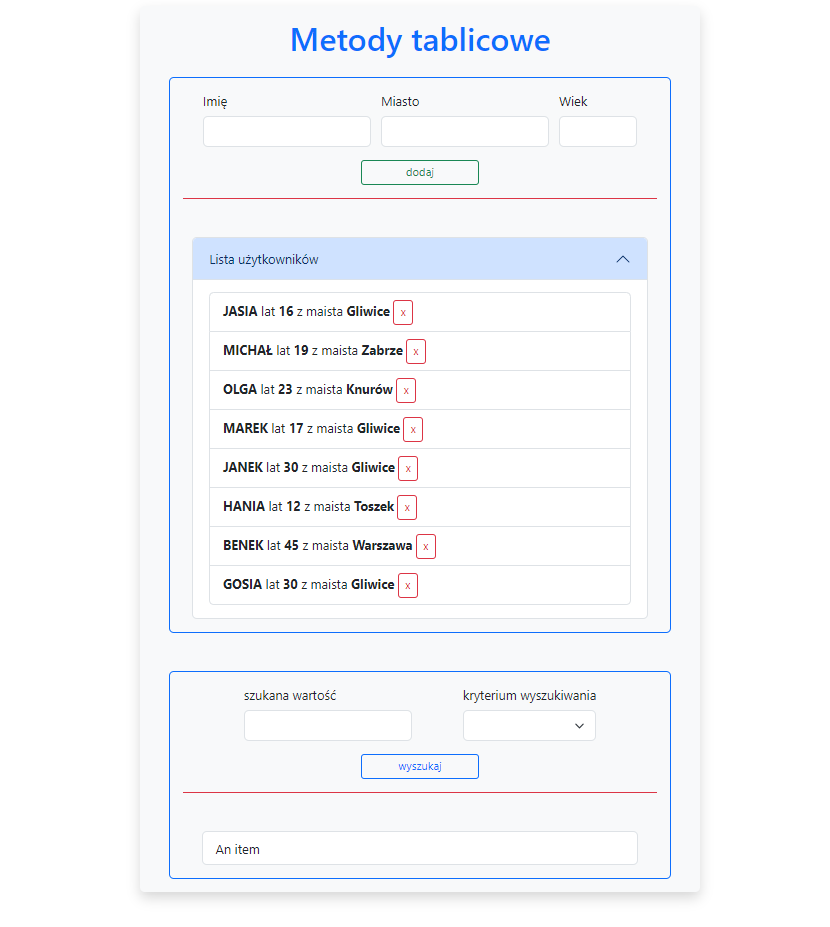 Metody tablicowe
Imię Miasto Wiek
dodaj
Lista użytkowników
JASIA lat 16 z maista Gliwice x
MICHAŁ lat 19 z maista Zabrze x
OLGA lat 23 z maista Knurów x
MAREK lat 17 z maista Gliwice x
JANEK lat 30 z maista Gliwice x
HANIA lat 12 z maista Toszek x
BENEK lat 45 z maista Warszawa x
GOSIA lat 30 z maista Gliwice x
szukana wartość kryterium wyszukiwania
wyszukaj
An item